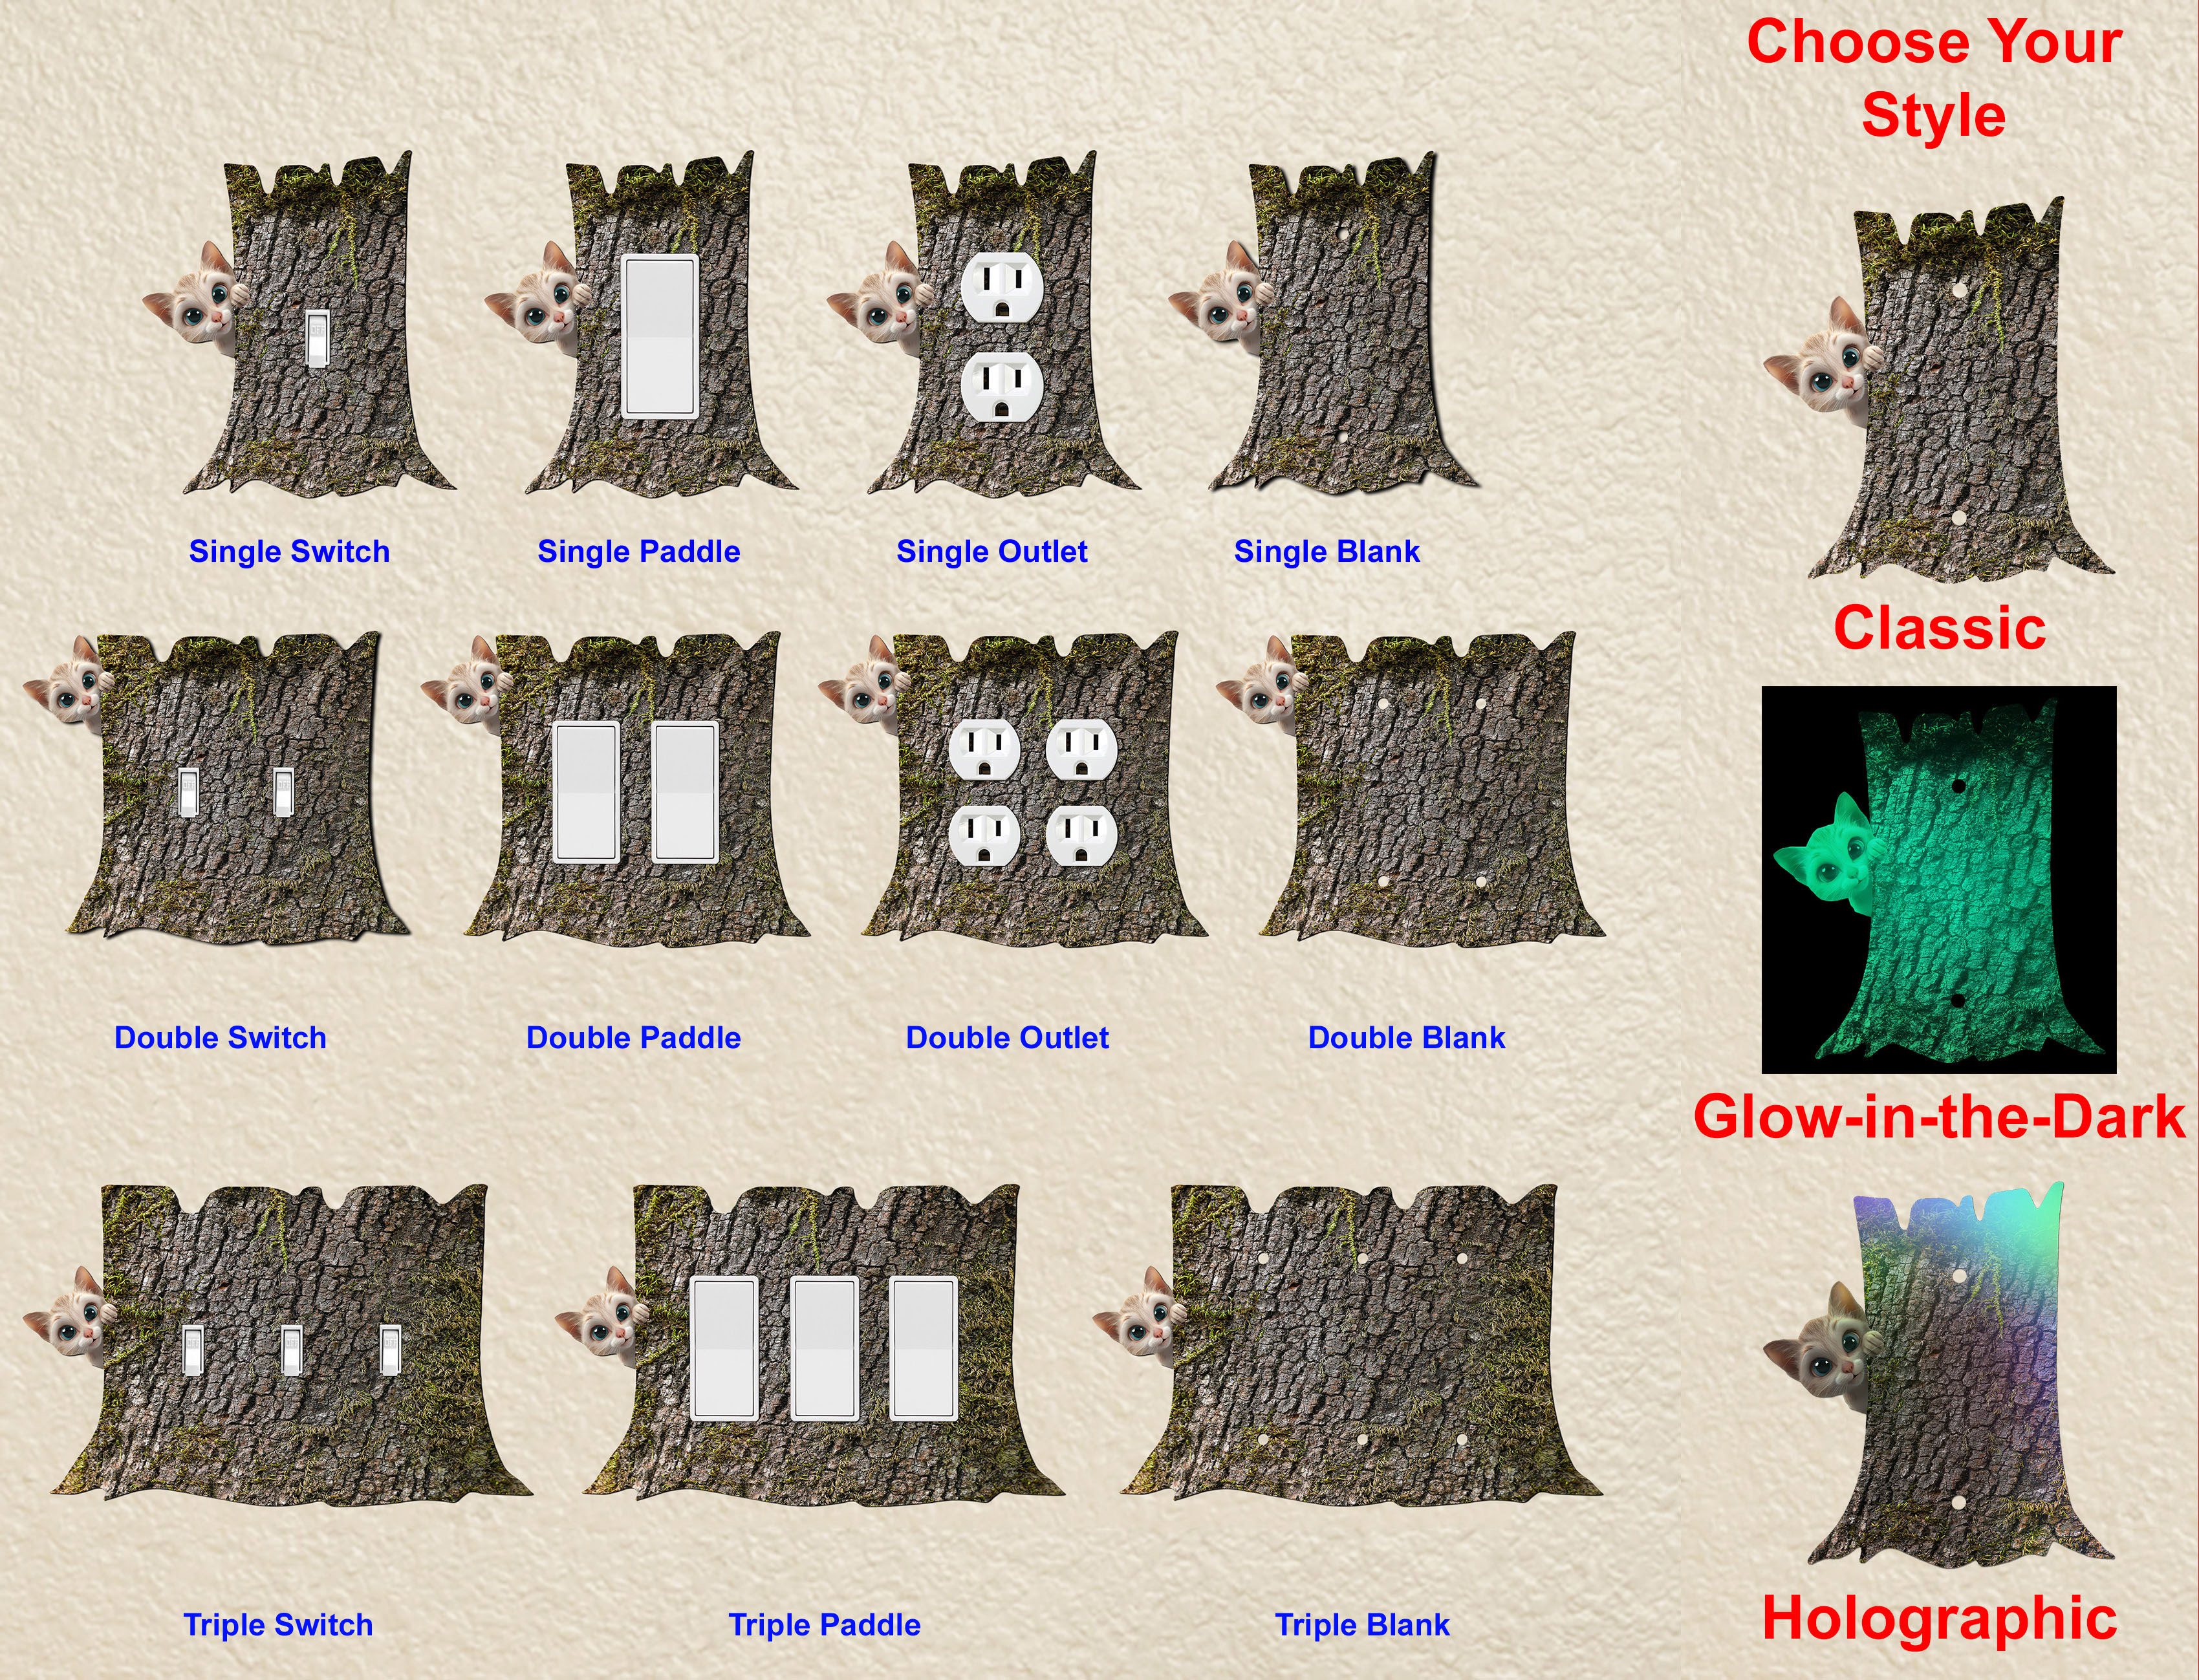 Choose Your
Style
Single Switch
Single Paddle
Single Outlet
Single Blank
Classic
Double Switch
Double Paddle
Double Outlet
Double Blank
Glow-in-the-Dark
Triple Switch
Triple Paddle
Triple Blank
Holographic